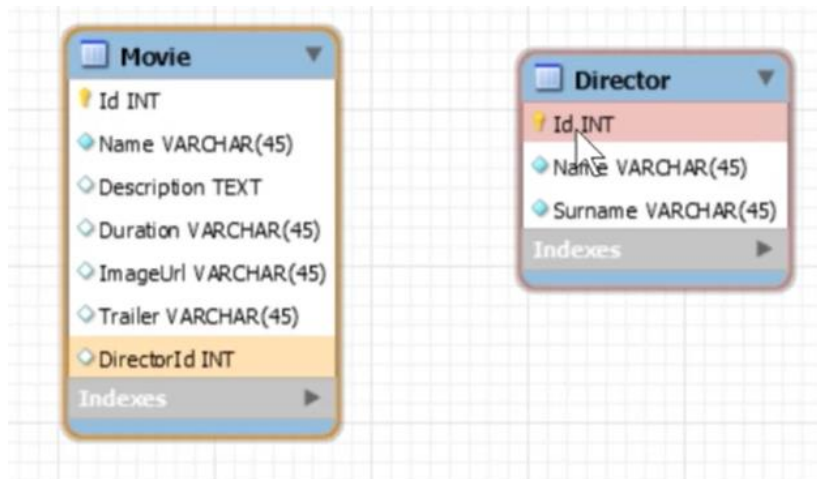 Movie
Id INT
Name VARCHAR(45)
Description TEXT
Duration VARCHAR(45)
ImageUrl VARCHAR(45)
Trailer VARCHAR(45)
DirectorId INT
Indexes
Director
Id INT
Name VARCHAR(45)
Surname VARCHAR(45)
Indexes